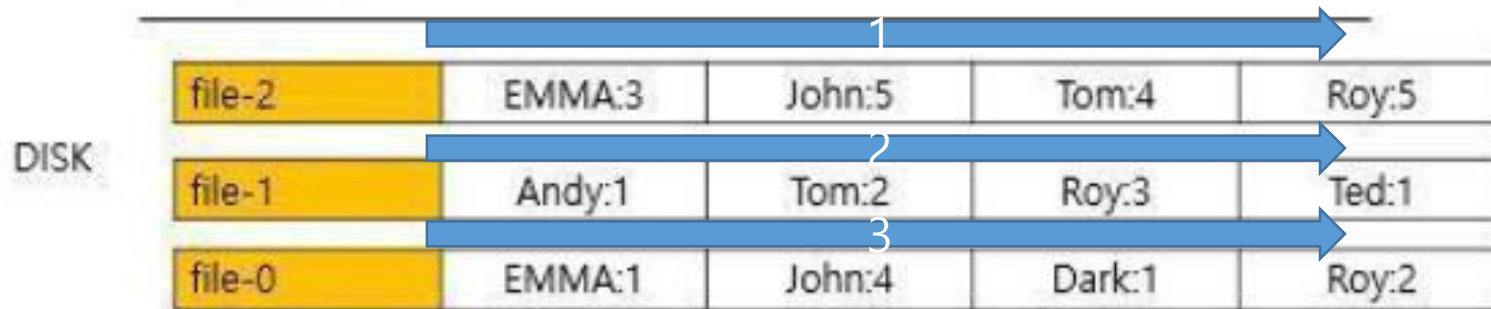 1
file-2 EMMA:3 John:5 Tom:4 Roy:5
2
DISK
file-1 Andy:1 Tom:2 Roy:3 Ted:1
3
file-0 EMMA:1 John:4 Dark:1 Roy:2